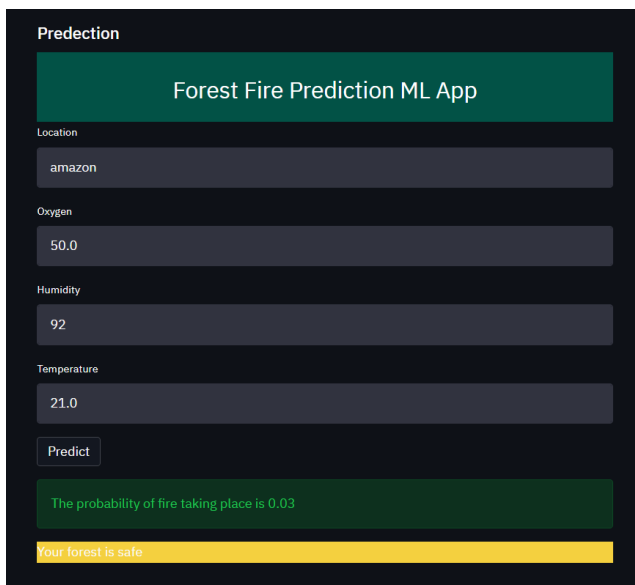 Predection
Forest Fire Prediction ML App
Location
amazon
Oxygen
50.0
Humidity
92
Temperature
21.0
Predict
The probability of fire taking place is 0.03
Your forest is safe